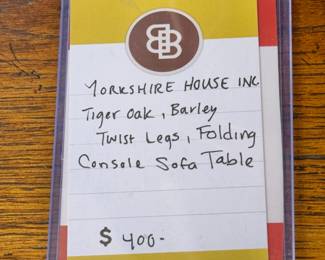 B B
YORKSHIRE HOUSE INC
Tiger Oak, Barley
Twist Legs, Folding
Console Sofa Table
$ 400-